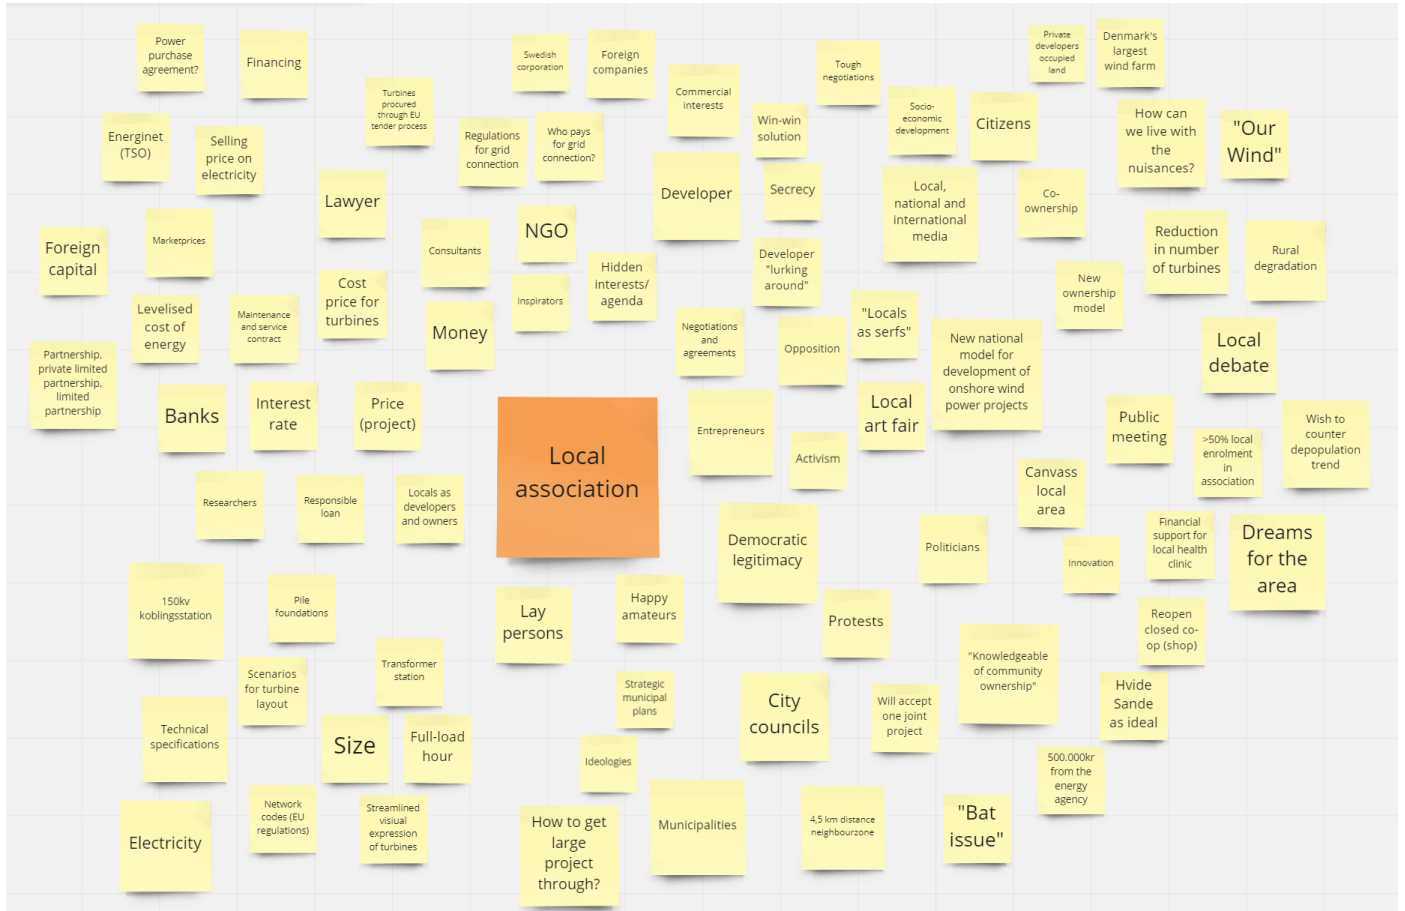 Power
purchase
agreement?
Financing
Swedish
corporation
Foreign
companies
Tough
negotiations
Private
developers
occupied
land
Denmark's
largest
wind farm
Turbines
procured
through EU
tender process
Commercial
interests
Socio-
economic
development
Citizens
How can
we live with
the
nuisances?
"Our
Wind"
Energinet
(TSO)
Selling
price on
electricity
Regulations
for grid
connection
Who pays
for grid
connection?
Win-win
solution
Lawyer
Developer
Secrecy
Local,
national and
international
media
Co-
ownership
Foreign
capital
Marketprices
Consultants
NGO
Reduction
in number
of turbines
Rural
degradation
Hidden
interests/
agenda
Developer
"lurking
around"
New
ownership
model
Levelised
cost of
energy
Maintenance
and service
contract
Cost
price for
turbines
Money
Inspirators
Negotiations
and
agreements
Opposition
"Locals
as serfs"
New national
model for
development of
onshore wind
power projects
Local
debate
Partnership,
private limited
partnership,
limited
partnership
Banks
Interest
rate
Price
(project)
Local
association
Entrepreneurs
Activism
Local
art fair
Public
meeting
>50% local
enrolment
in
association
Wish to
counter
depopulation
trend
Researchers
Responsible
loan
Locals as
developers
and owners
Canvass
local
area
Democratic
legitimacy
Politicians
Innovation
Financial
support for
local health
clinic
Dreams
for the
area
150kv
koblingsstation
Pile
foundations
Lay
persons
Happy
amateurs
Protests
Reopen
closed co-
op (shop)
Transformer
station
Scenarios
for turbine
layout
Strategic
municipal
plans
City
councils
Will accept
one joint
project
"Knowledgeable
of community
ownership"
Hvide
Sande
as ideal
Technical
specifications
Size
Full-load
hour
Ideologies
500.000kr
from the
energy
agency
Electricity
Network
codes (EU
regulations)
Streamlined
visiual
expression
of turbines
How to get
large
project
through?
Municipalities
4,5 km distance
neighbourzone
"Bat
issue"